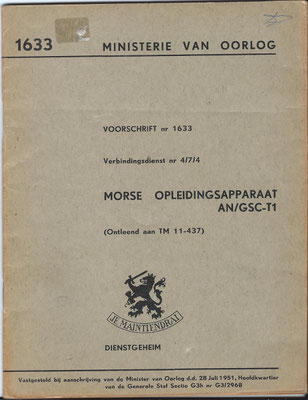 1633 MINISTERIE VAN OORLOG
VOORSCHRIFT nr 1633
Verbindingsdienst nr 4/7/4
MORSE OPLEIDINGSAPPARAAT
AN/GSC-T1
(Ontleend aan TM 11-437)
JE MAINTIENDRAI
DIENSTGEHEIM
Vastgesteld bij aanschrijving van de Minister van Oorlog d.d. 28 Juli 1951, Hoofdkwartier
van de Generale Staf Sectie G3h nr G3/2968